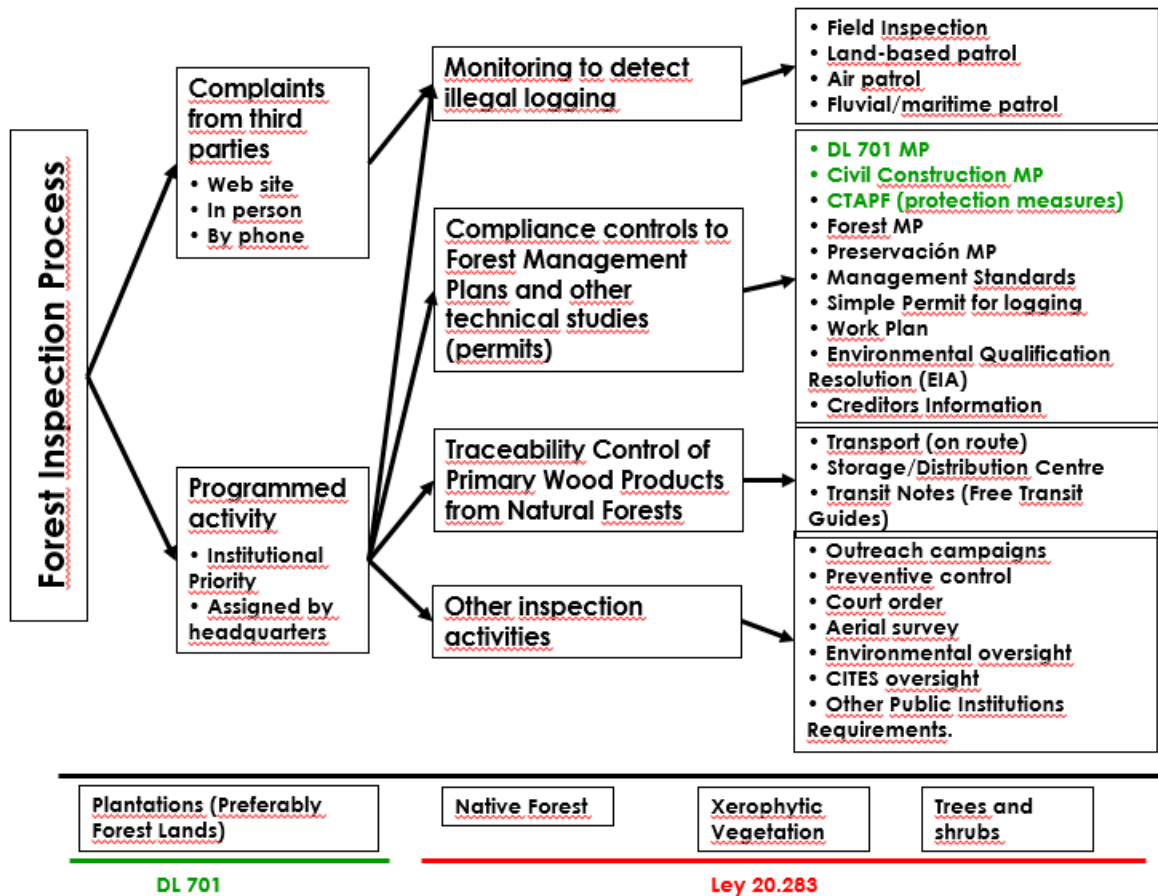 Forest Inspection Process
Complaints
from third
parties
• Web site
• In person
• By phone
Programmed
activity
• Institutional
Priority
• Assigned by
headquarters
Monitoring to detect
illegal logging
Compliance controls to
Forest Management
Plans and other
technical studies
(permits)
Traceability Control of
Primary Wood Products
from Natural Forests
Other inspection
activities
• Field Inspection
• Land-based patrol
• Air patrol
• Fluvial/maritime patrol
• DL 701 MP
• Civil Construction MP
• CTAPF (protection measures)
• Forest MP
• Preservación MP
• Management Standards
• Simple Permit for logging
• Work Plan
• Environmental Qualification
Resolution (EIA)
• Creditors Information
• Transport (on route)
• Storage/Distribution Centre
• Transit Notes (Free Transit
Guides)
• Outreach campaigns
• Preventive control
• Court order
• Aerial survey
• Environmental oversight
• CITES oversight
• Other Public Institutions
Requirements.
Plantations (Preferably
Forest Lands)
Native Forest
Xerophytic
Vegetation
Trees and
shrubs
DL 701
Ley 20.283